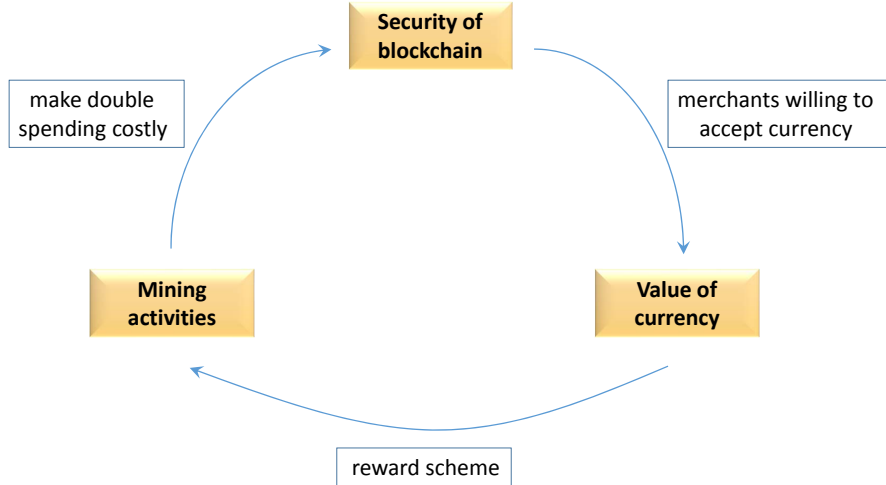 Security of
blockchain
make double
spending costly
merchants willing to
accept currency
Mining
activities
Value of
currency
reward scheme